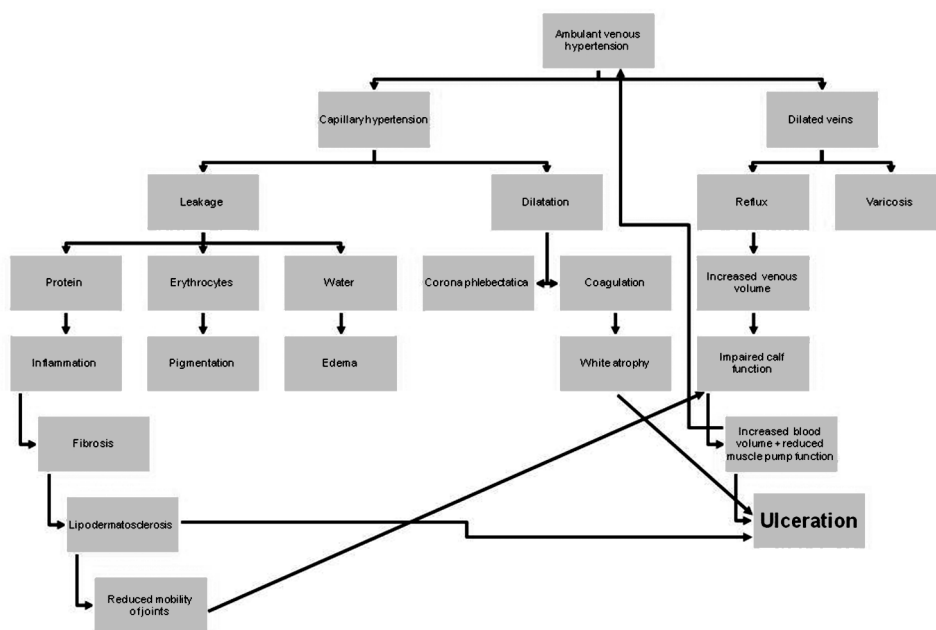 Ambulant venous
hypertension
Capillary hypertension
Dilated veins
Leakage
Dilatation
Reflux
Varicosis
Protein
Erythrocytes
Water
Corona phlebectatica
Coagulation
Increased venous
volume
Inflammation
Pigmentation
Edema
White atrophy
Impaired calf
function
Fibrosis
Increased blood
volume + reduced
muscle pump function
Lipodermatosclerosis
Ulceration
Reduced mobility
of joints